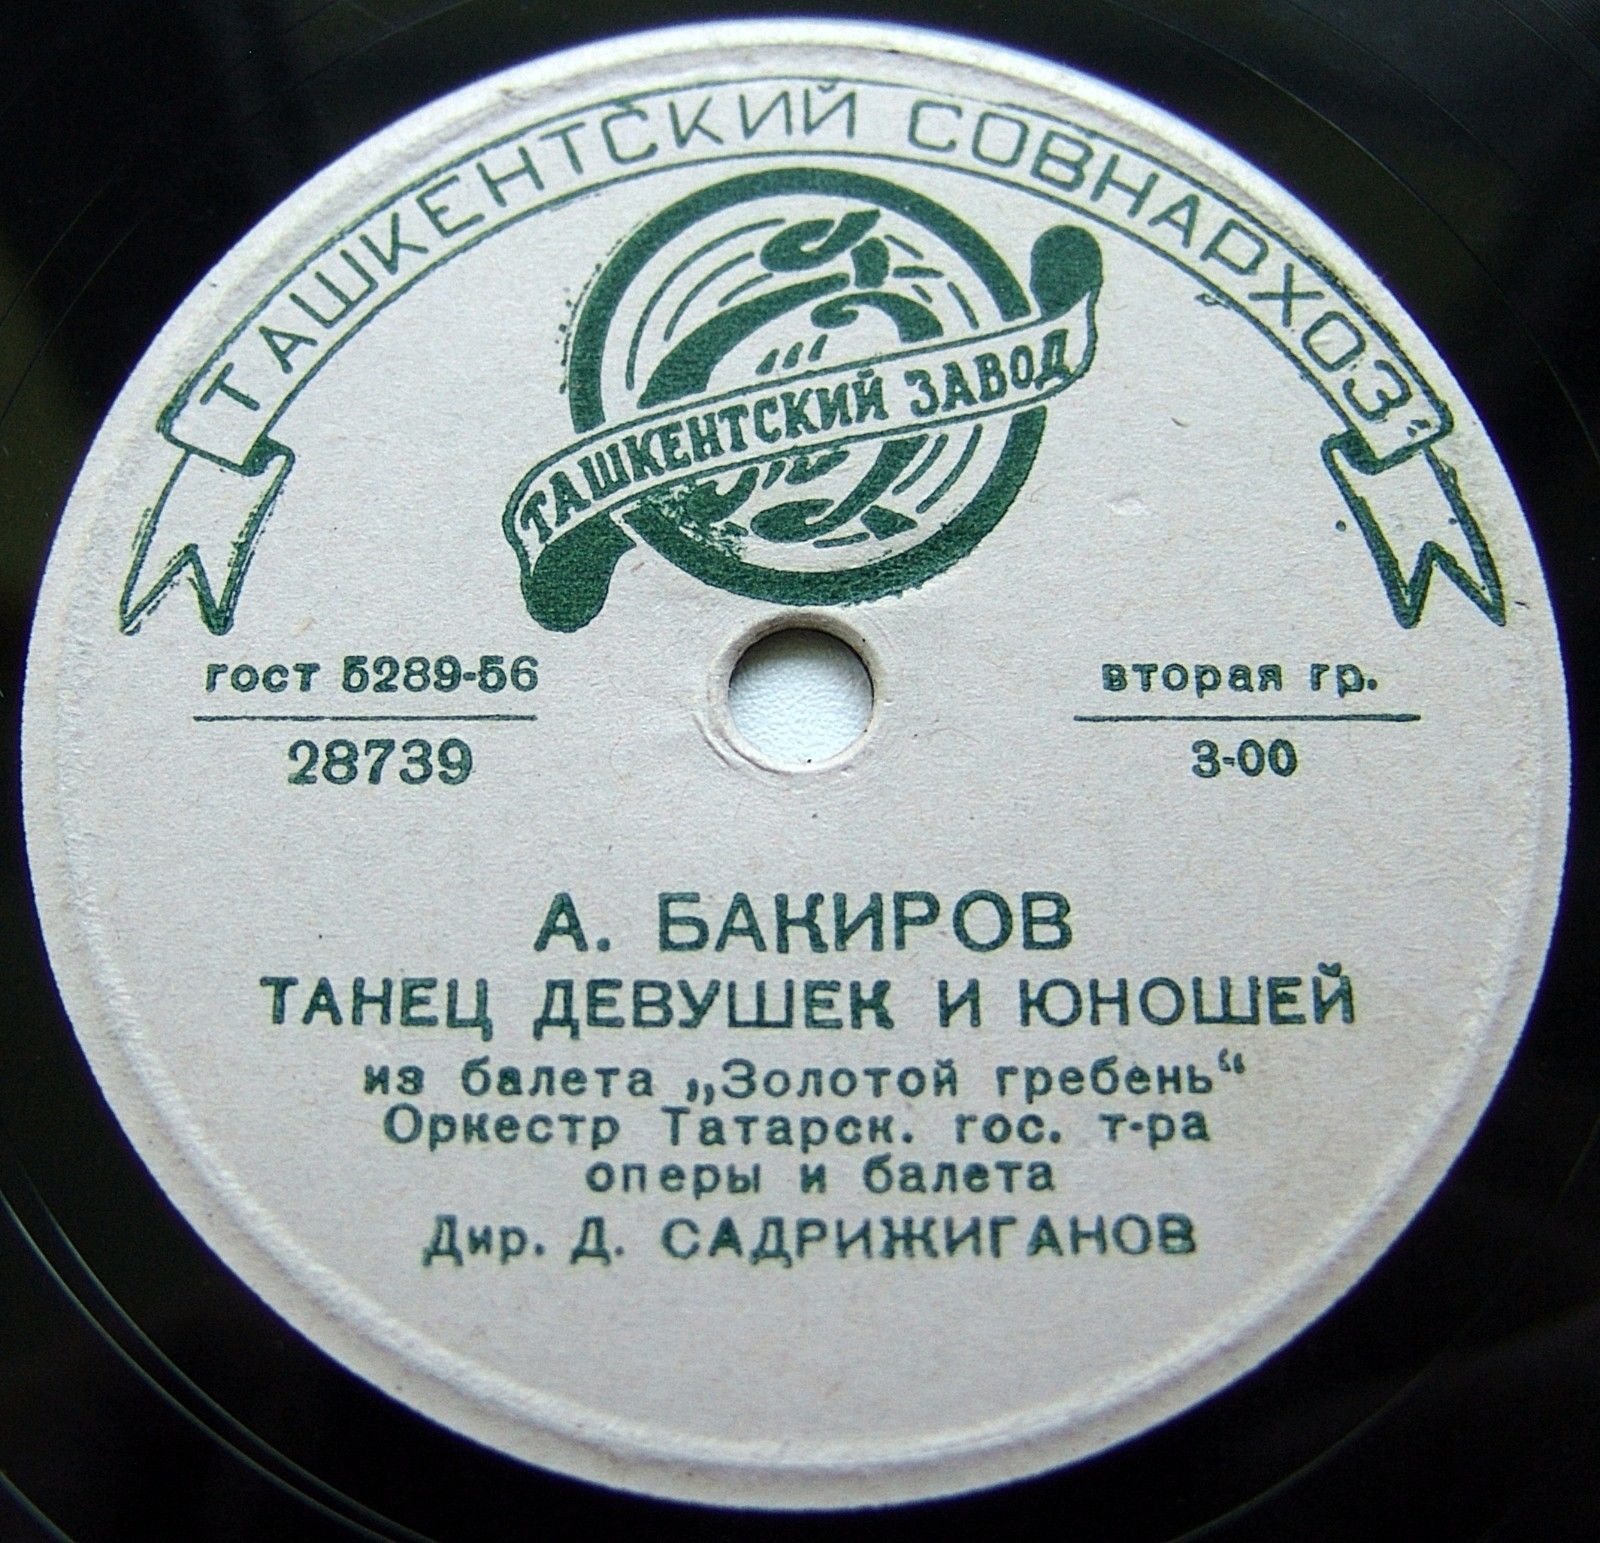 ТАШКЕНТСКИЙ СОВНАРХОЗ
ТАШКЕНТСКИЙ ЗАВОД
гост 5289-56
вторая гр.
28739
3-00
А. БАКИРОВ
ТАНЕЦ ДЕВУШЕК И ЮНОШЕЙ
из балета „Золотой гребень“
Оркестр Татарск. гос. т-ра
оперы и балета
Дир. Д. САДРИЖИГАНОВ